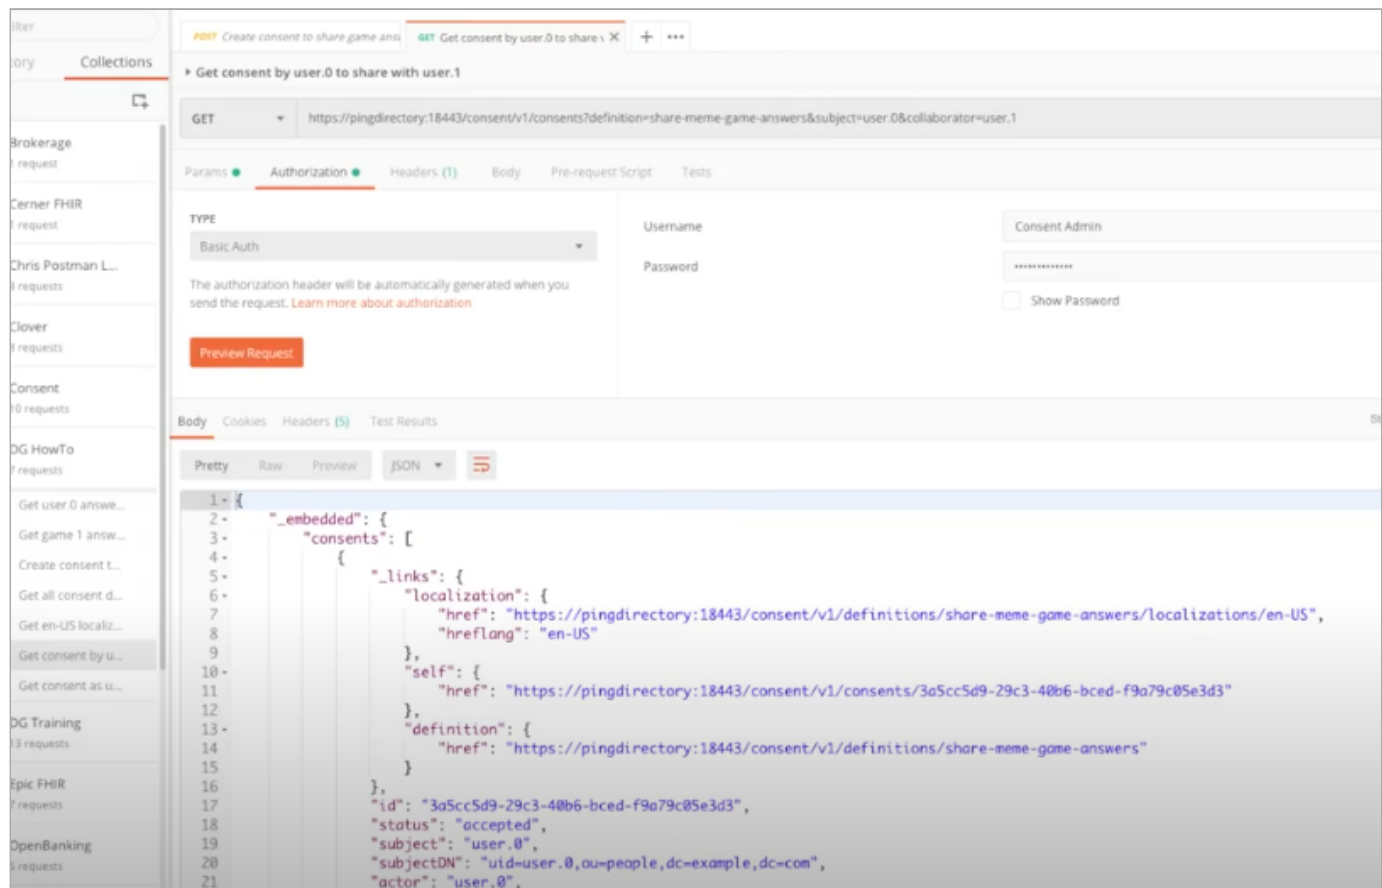 ilter
POST Create consent to share game ans
GET Get consent by user.0 to share
+ •••
ory Collections
Get consent by user.0 to share with user.1
GET https://pingdirectory:18443/consent/v1/consents?definition=share-meme-game-answers&subject=user.0&collaborator=user.1
Params Authorization Headers (1) Body Pre-request Script Tests
TYPE
Basic Auth
The authorization header will be automatically generated when you
send the request. Learn more about authorization
Preview Request
Username Consent Admin
Password •••••••••••••
Show Password
Brokerage
1 request
Cerner FHIR
1 request
Chris Postman L...
3 requests
Clover
3 requests
Consent
10 requests
DG HowTo
7 requests
Get user.0 answe...
Get game 1 answ...
Create consent t...
Get all consent d...
Get en-US localiz...
Get consent by u...
Get consent as u...
DG Training
13 requests
Epic FHIR
7 requests
OpenBanking
5 requests
Body Cookies Headers (5) Test Results
St
Pretty Raw Preview JSON
1 {
2 "_embedded": {
3 "consents": [
4 {
5 "_links": {
6 "localization": {
7 "href": "https://pingdirectory:18443/consent/v1/definitions/share-meme-game-answers/localizations/en-US",
8 "hreflang": "en-US"
9 },
10 "self": {
11 "href": "https://pingdirectory:18443/consent/v1/consents/3a5cc5d9-29c3-40b6-bced-f9a79c05e3d3"
12 },
13 "definition": {
14 "href": "https://pingdirectory:18443/consent/v1/definitions/share-meme-game-answers"
15 }
16 },
17 "id": "3a5cc5d9-29c3-40b6-bced-f9a79c05e3d3",
18 "status": "accepted",
19 "subject": "user.0",
20 "subjectDN": "uid=user.0,ou=people,dc=example,dc=com",
21 "actor": "user.0",